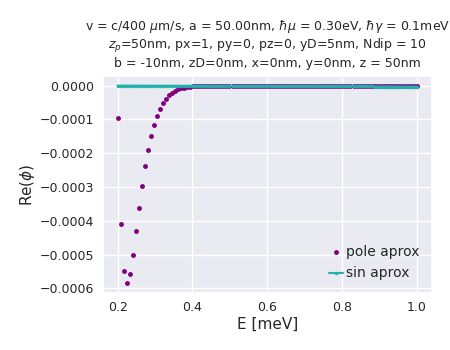 v = c/400 μm/s, a = 50.00nm, ℏμ = 0.30eV, ℏγ = 0.1meV
zₚ=50nm, px=1, py=0, pz=0, yD=5nm, Ndip = 10
b = -10nm, zD=0nm, x=0nm, y=0nm, z = 50nm
0.0000
−0.0001
−0.0002
−0.0003
−0.0004
−0.0005
−0.0006
Re(ϕ)
pole aprox
sin aprox
0.2 0.4 0.6 0.8 1.0
E [meV]